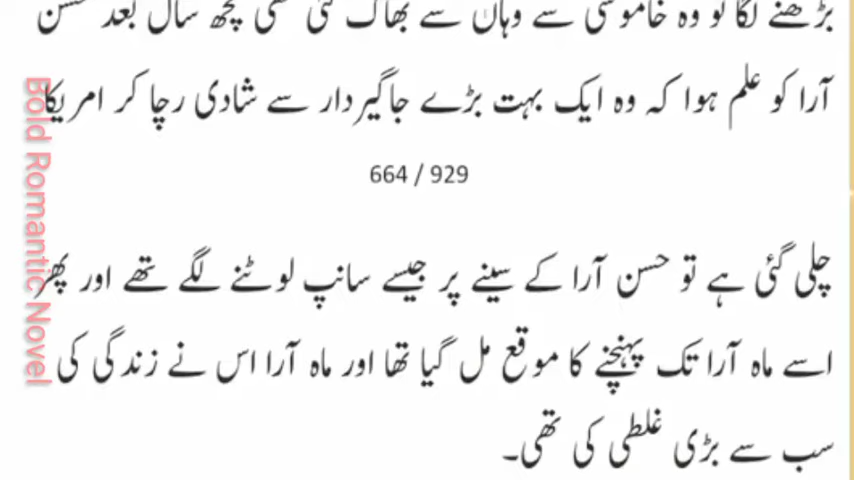 بڑھنے لگا تو وہ خاموشی سے وہاں سے بھاگ گئی تھی کچھ سال بعد حسن
آرا کو علم ہوا کہ وہ ایک بہت بڑے جاگیردار سے شادی رچا کر امریکا
664 / 929
چلی گئی ہے تو حسن آرا کے سینے پر جیسے سانپ لوٹنے لگے تھے اور پھر
اسے ماہ آرا تک پہنچنے کا موقع مل گیا تھا اور ماہ آرا اس نے زندگی کی
سب سے بڑی غلطی کی تھی۔
Bold Romantic Novel